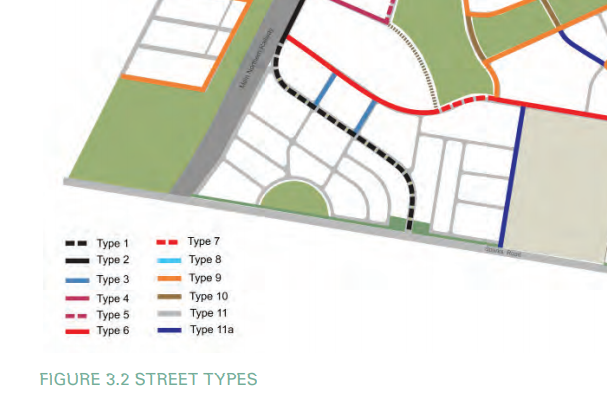 Type 1
Type 2
Type 3
Type 4
Type 5
Type 6
Type 7
Type 8
Type 9
Type 10
Type 11
Type 11a
FIGURE 3.2 STREET TYPES